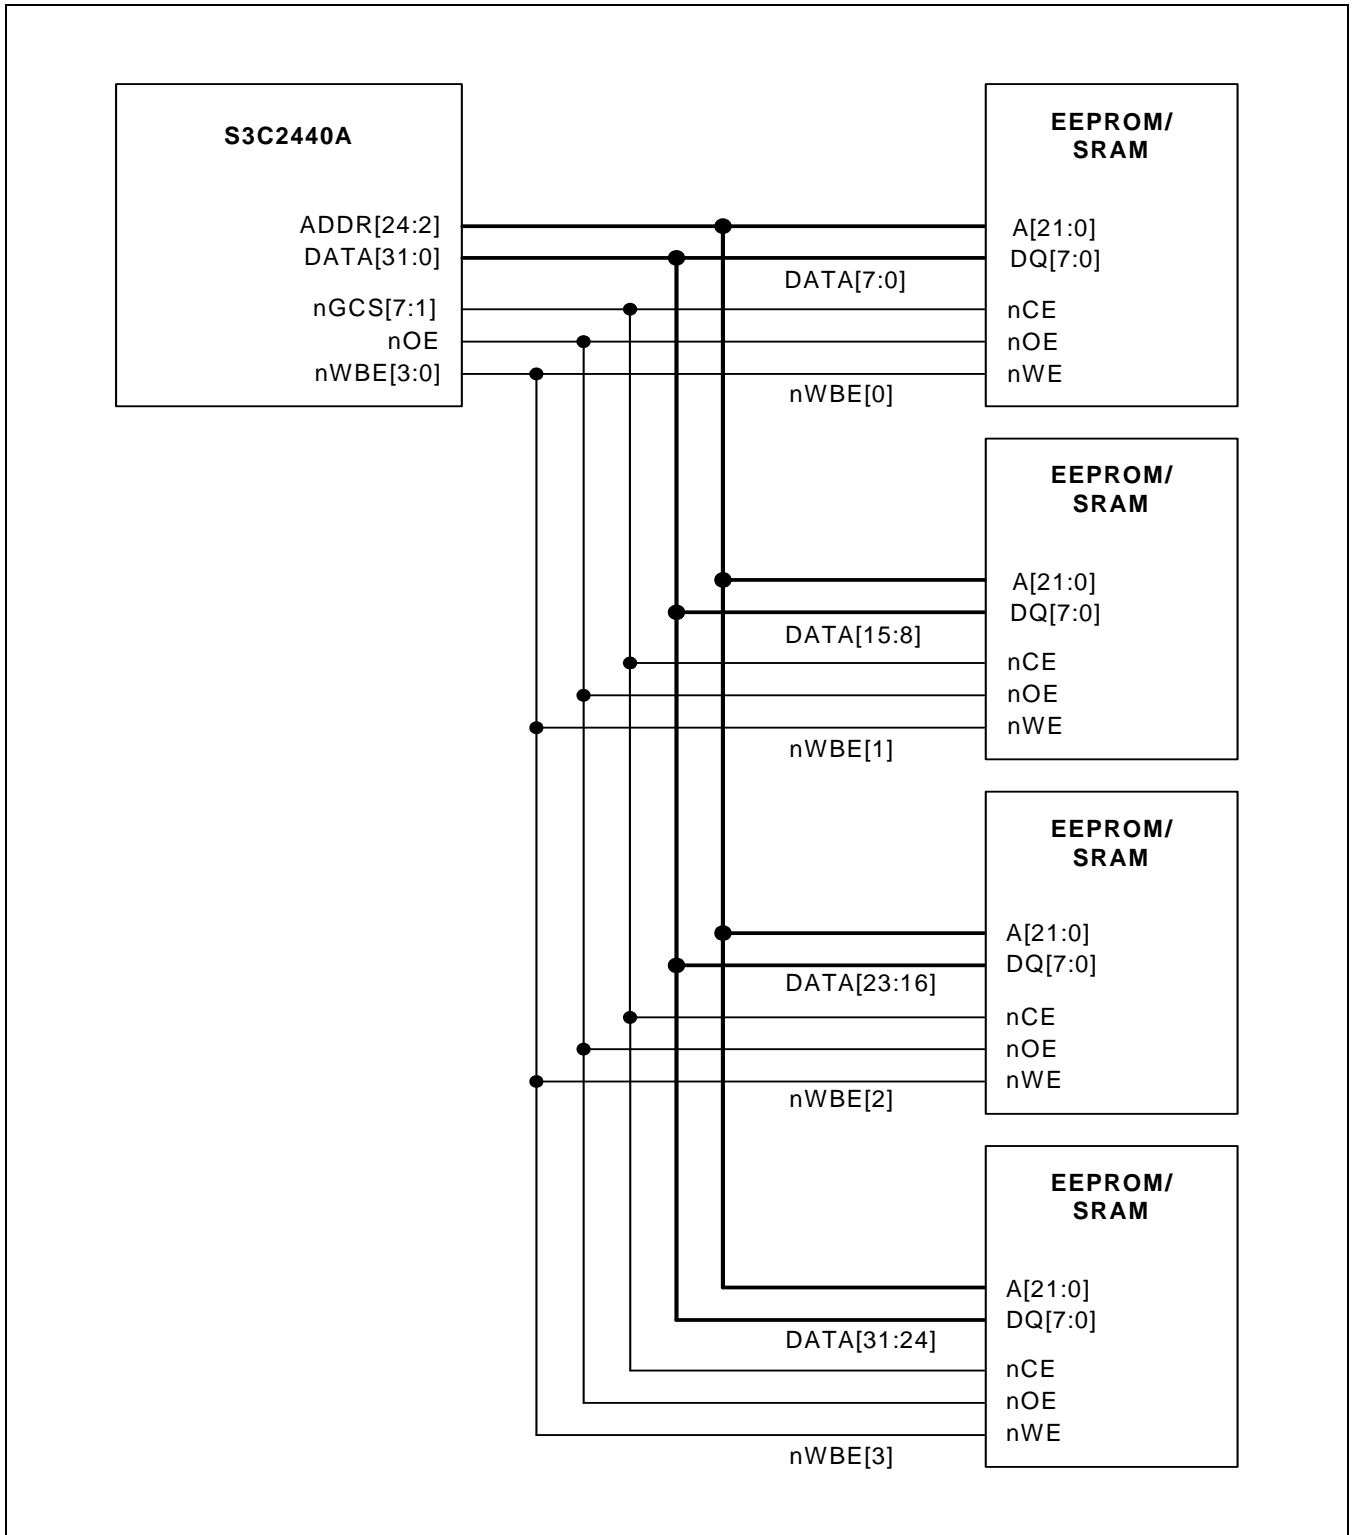 S3C2440A
ADDR[24:2]
DATA[31:0]
nGCS[7:1]
nOE
nWBE[3:0]
DATA[7:0]
nWBE[0]
EEPROM/
SRAM
A[21:0]
DQ[7:0]
nCE
nOE
nWE
DATA[15:8]
nWBE[1]
EEPROM/
SRAM
A[21:0]
DQ[7:0]
nCE
nOE
nWE
DATA[23:16]
nWBE[2]
EEPROM/
SRAM
A[21:0]
DQ[7:0]
nCE
nOE
nWE
DATA[31:24]
nWBE[3]
EEPROM/
SRAM
A[21:0]
DQ[7:0]
nCE
nOE
nWE